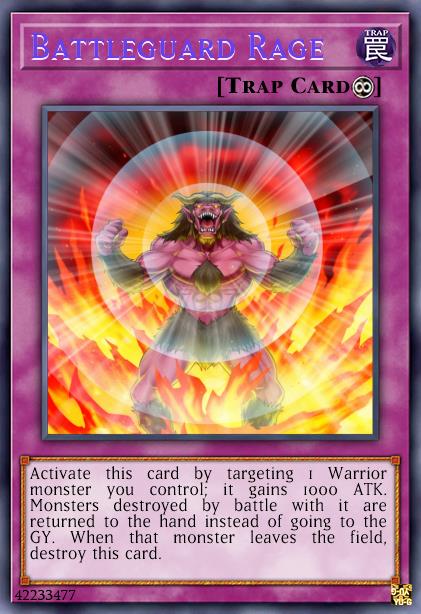 Battleguard Rage
TRAP
罠
[Trap Card]
Activate this card by targeting 1 Warrior
monster you control; it gains 1000 ATK.
Monsters destroyed by battle with it are
returned to the hand instead of going to the
GY. When that monster leaves the field,
destroy this card.
42233477